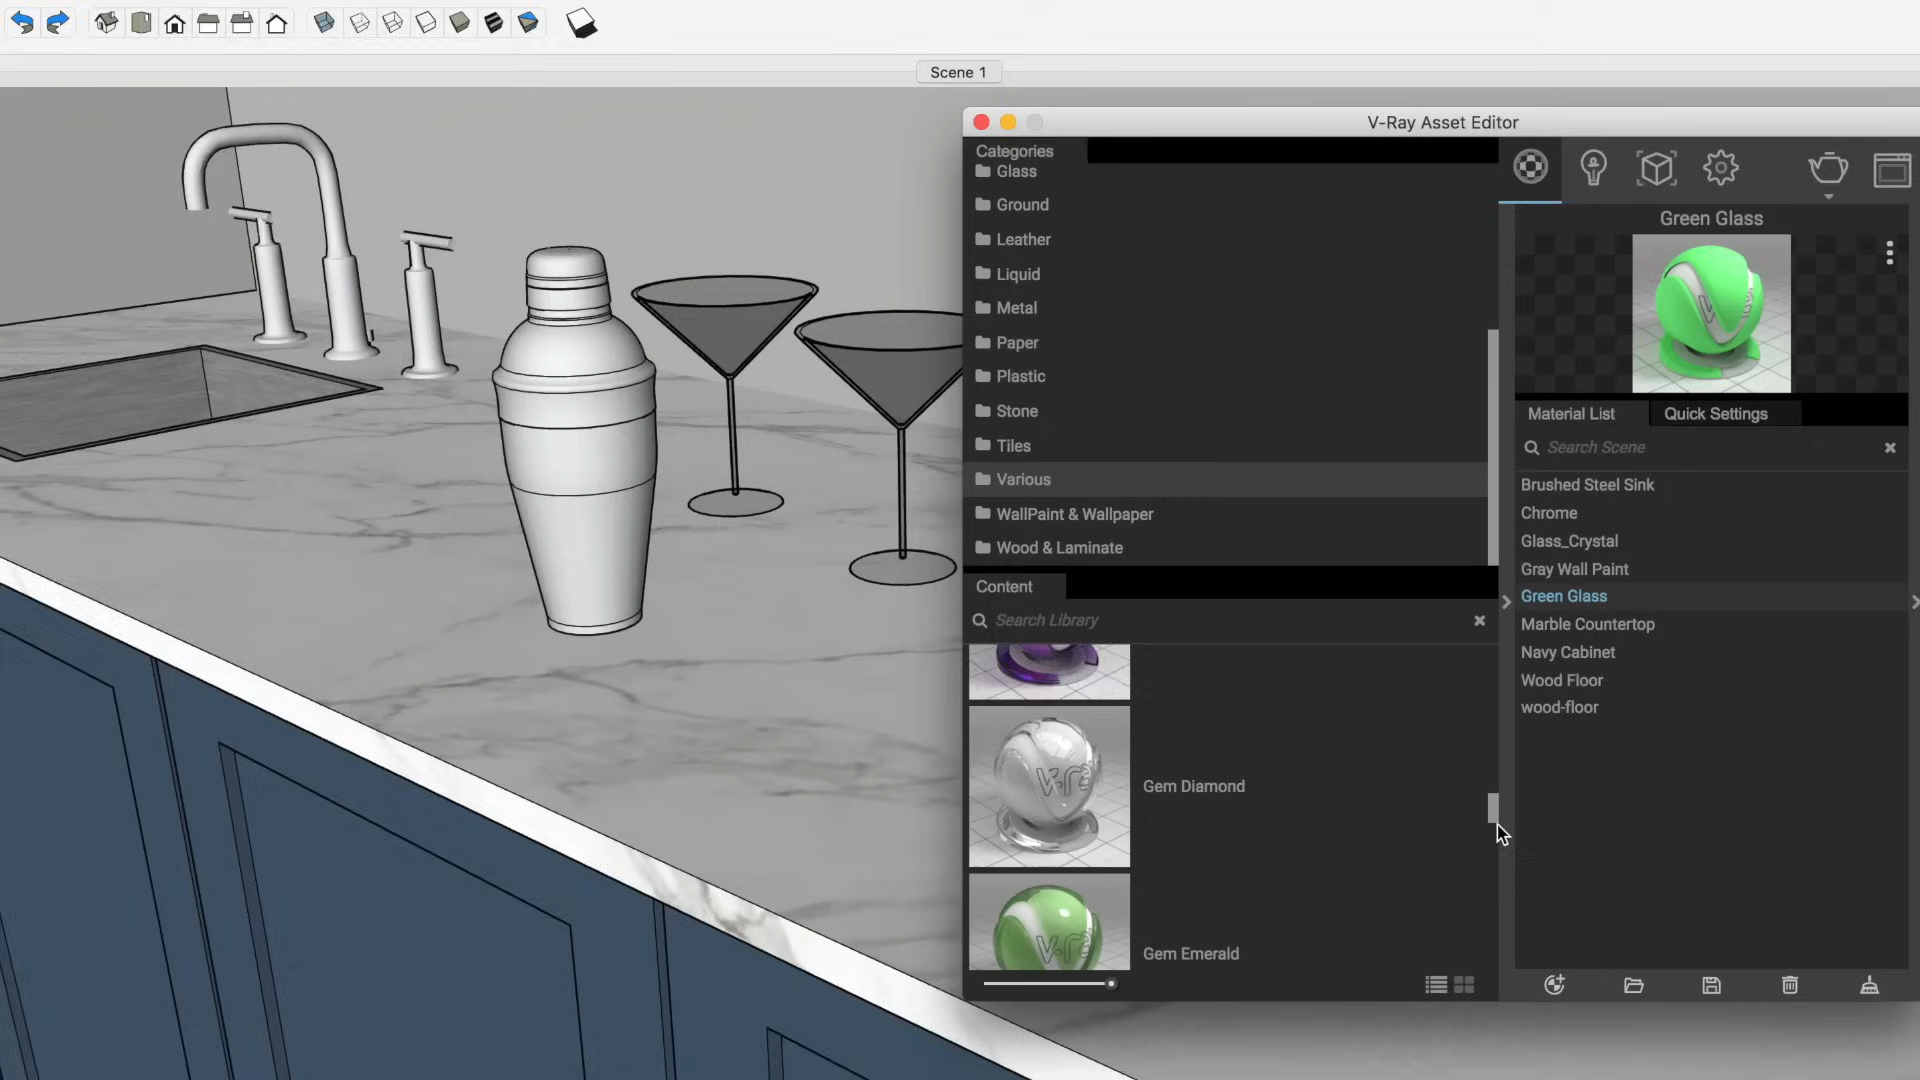 Scene 1
V-Ray Asset Editor
Categories
Glass
Ground
Leather
Liquid
Metal
Paper
Plastic
Stone
Tiles
Various
WallPaint & Wallpaper
Wood & Laminate
Content
Search Library
Gem Diamond
Gem Emerald
Green Glass
Material List
Quick Settings
Search Scene
Brushed Steel Sink
Chrome
Glass_Crystal
Gray Wall Paint
Green Glass
Marble Countertop
Navy Cabinet
Wood Floor
wood-floor